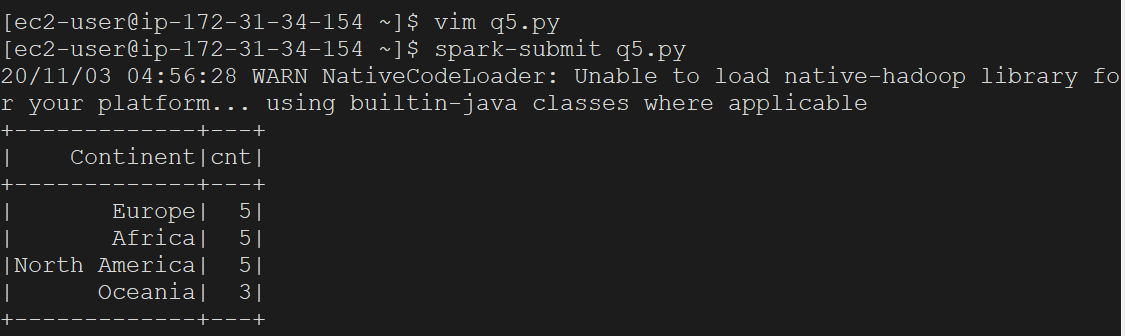 [ec2-user@ip-172-31-34-154 ~]$ vim q5.py
[ec2-user@ip-172-31-34-154 ~]$ spark-submit q5.py
20/11/03 04:56:28 WARN NativeCodeLoader: Unable to load native-hadoop library fo
r your platform... using builtin-java classes where applicable
+-------------+---+
|    Continent|cnt|
+-------------+---+
|       Europe|  5|
|       Africa|  5|
|North America|  5|
|      Oceania|  3|
+-------------+---+